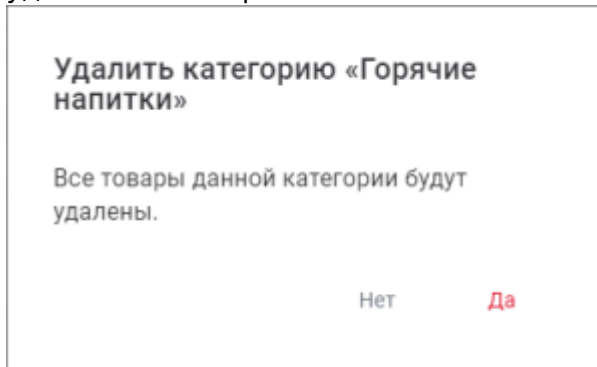 Удалить категорию «Горячие
напитки»
Все товары данной категории будут
удалены.
Нет Да